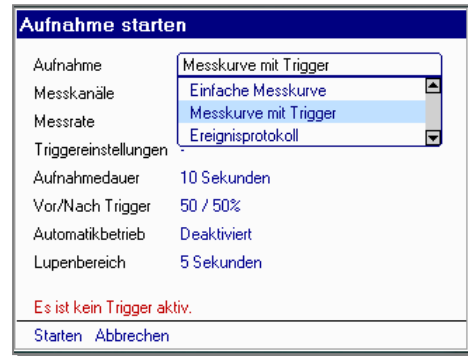 Aufnahme starten
Aufnahme Messkurve mit Trigger
Messkanäle Einfache Messkurve
Messrate Messkurve mit Trigger
Ereignisprotokoll
Triggereinstellungen -
Aufnahmedauer 10 Sekunden
Vor/Nach Trigger 50 / 50%
Automatikbetrieb Deaktiviert
Lupenbereich 5 Sekunden
Es ist kein Trigger aktiv.
Starten Abbrechen